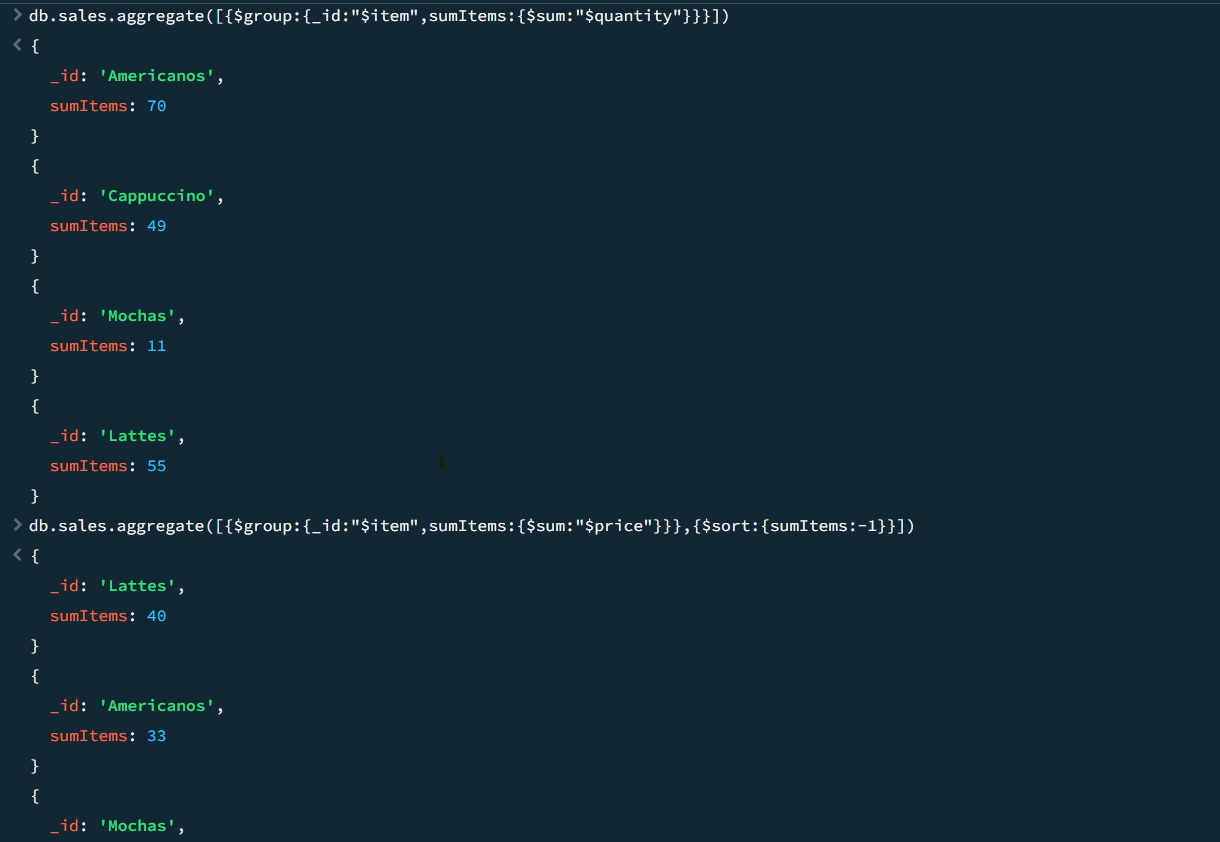 > db.sales.aggregate([{$group:{_id:"$item",sumItems:{$sum:"$quantity"}}}])
< {
_id: 'Americanos',
sumItems: 70
}
{
_id: 'Cappuccino',
sumItems: 49
}
{
_id: 'Mochas',
sumItems: 11
}
{
_id: 'Lattes',
sumItems: 55
}
> db.sales.aggregate([{$group:{_id:"$item",sumItems:{$sum:"$price"}}},{$sort:{sumItems:-1}}])
< {
_id: 'Lattes',
sumItems: 40
}
{
_id: 'Americanos',
sumItems: 33
}
{
_id: 'Mochas',